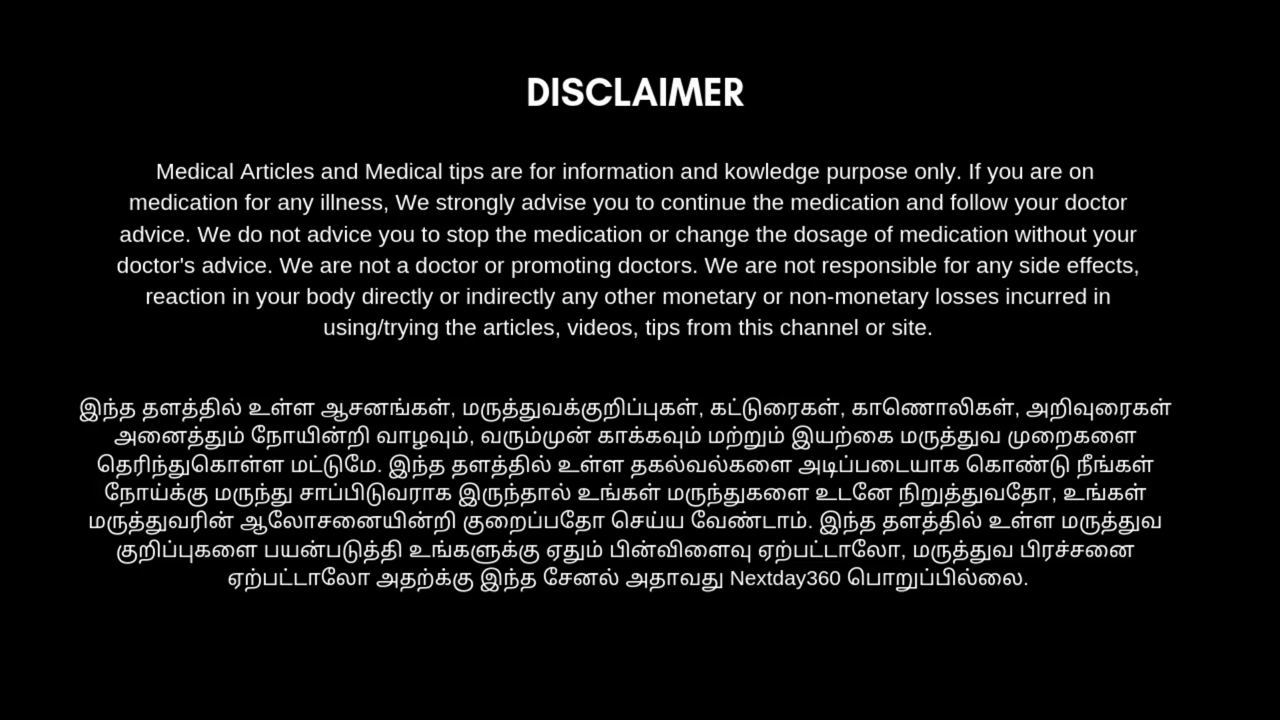 DISCLAIMER
Medical Articles and Medical tips are for information and kowledge purpose only. If you are on
medication for any illness, We strongly advise you to continue the medication and follow your doctor
advice. We do not advice you to stop the medication or change the dosage of medication without your
doctor's advice. We are not a doctor or promoting doctors. We are not responsible for any side effects,
reaction in your body directly or indirectly any other monetary or non-monetary losses incurred in
using/trying the articles, videos, tips from this channel or site.
இந்த தளத்தில் உள்ள ஆசனங்கள், மருத்துவக்குறிப்புகள், கட்டுரைகள், காணொலிகள், அறிவுரைகள்
அனைத்தும் நோயின்றி வாழவும், வரும்முன் காக்கவும் மற்றும் இயற்கை மருத்துவ முறைகளை
தெரிந்துகொள்ள மட்டுமே. இந்த தளத்தில் உள்ள தகல்வல்களை அடிப்படையாக கொண்டு நீங்கள்
நோய்க்கு மருந்து சாப்பிடுவராக இருந்தால் உங்கள் மருந்துகளை உடனே நிறுத்துவதோ, உங்கள்
மருத்துவரின் ஆலோசனையின்றி குறைப்பதோ செய்ய வேண்டாம். இந்த தளத்தில் உள்ள மருத்துவ
குறிப்புகளை பயன்படுத்தி உங்களுக்கு ஏதும் பின்விளைவு ஏற்பட்டாலோ, மருத்துவ பிரச்சனை
ஏற்பட்டாலோ அதற்க்கு இந்த சேனல் அதாவது Nextday360 பொறுப்பில்லை.